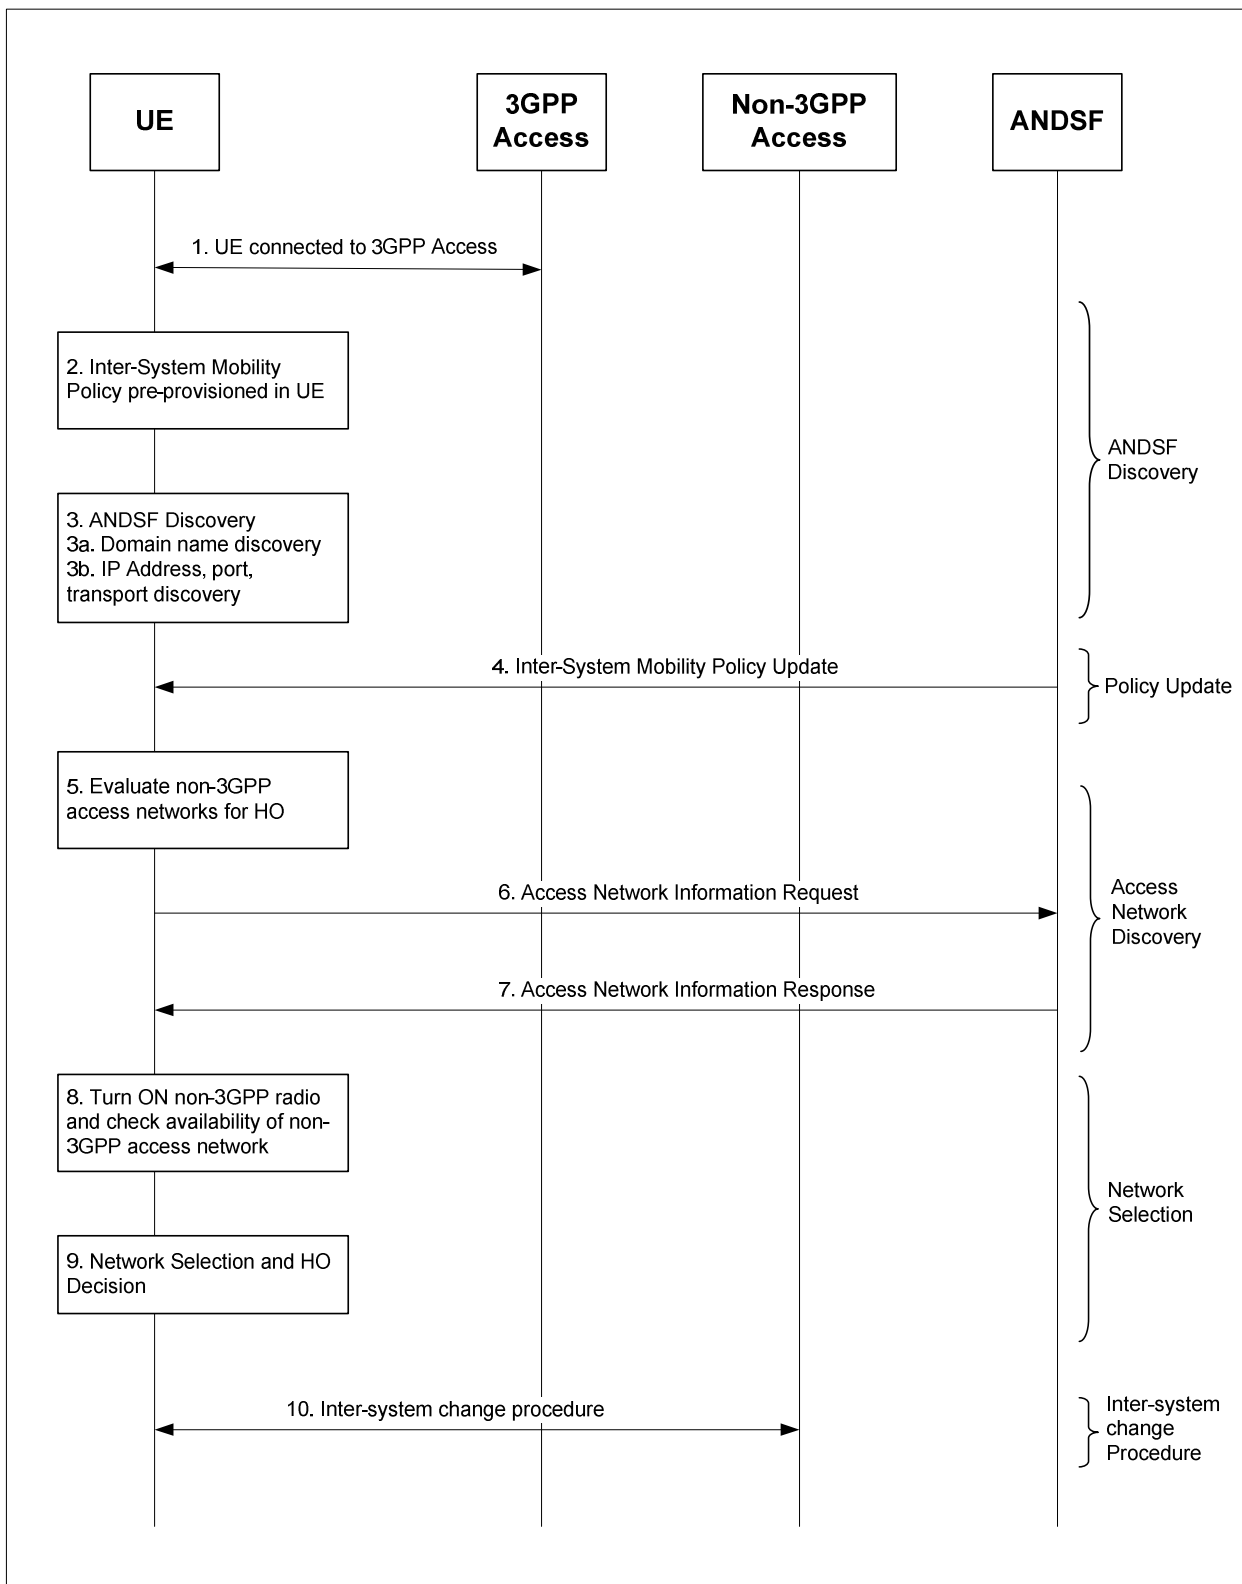 UE
3GPP
Access
Non-3GPP
Access
ANDSF
1. UE connected to 3GPP Access
2. Inter-System Mobility
Policy pre-provisioned in UE
ANDSF
Discovery
3. ANDSF Discovery
3a. Domain name discovery
3b. IP Address, port,
transport discovery
4. Inter-System Mobility Policy Update
Policy Update
5. Evaluate non-3GPP
access networks for HO
6. Access Network Information Request
Access
Network
Discovery
7. Access Network Information Response
8. Turn ON non-3GPP radio
and check availability of non-
3GPP access network
Network
Selection
9. Network Selection and HO
Decision
10. Inter-system change procedure
Inter-system
change
Procedure